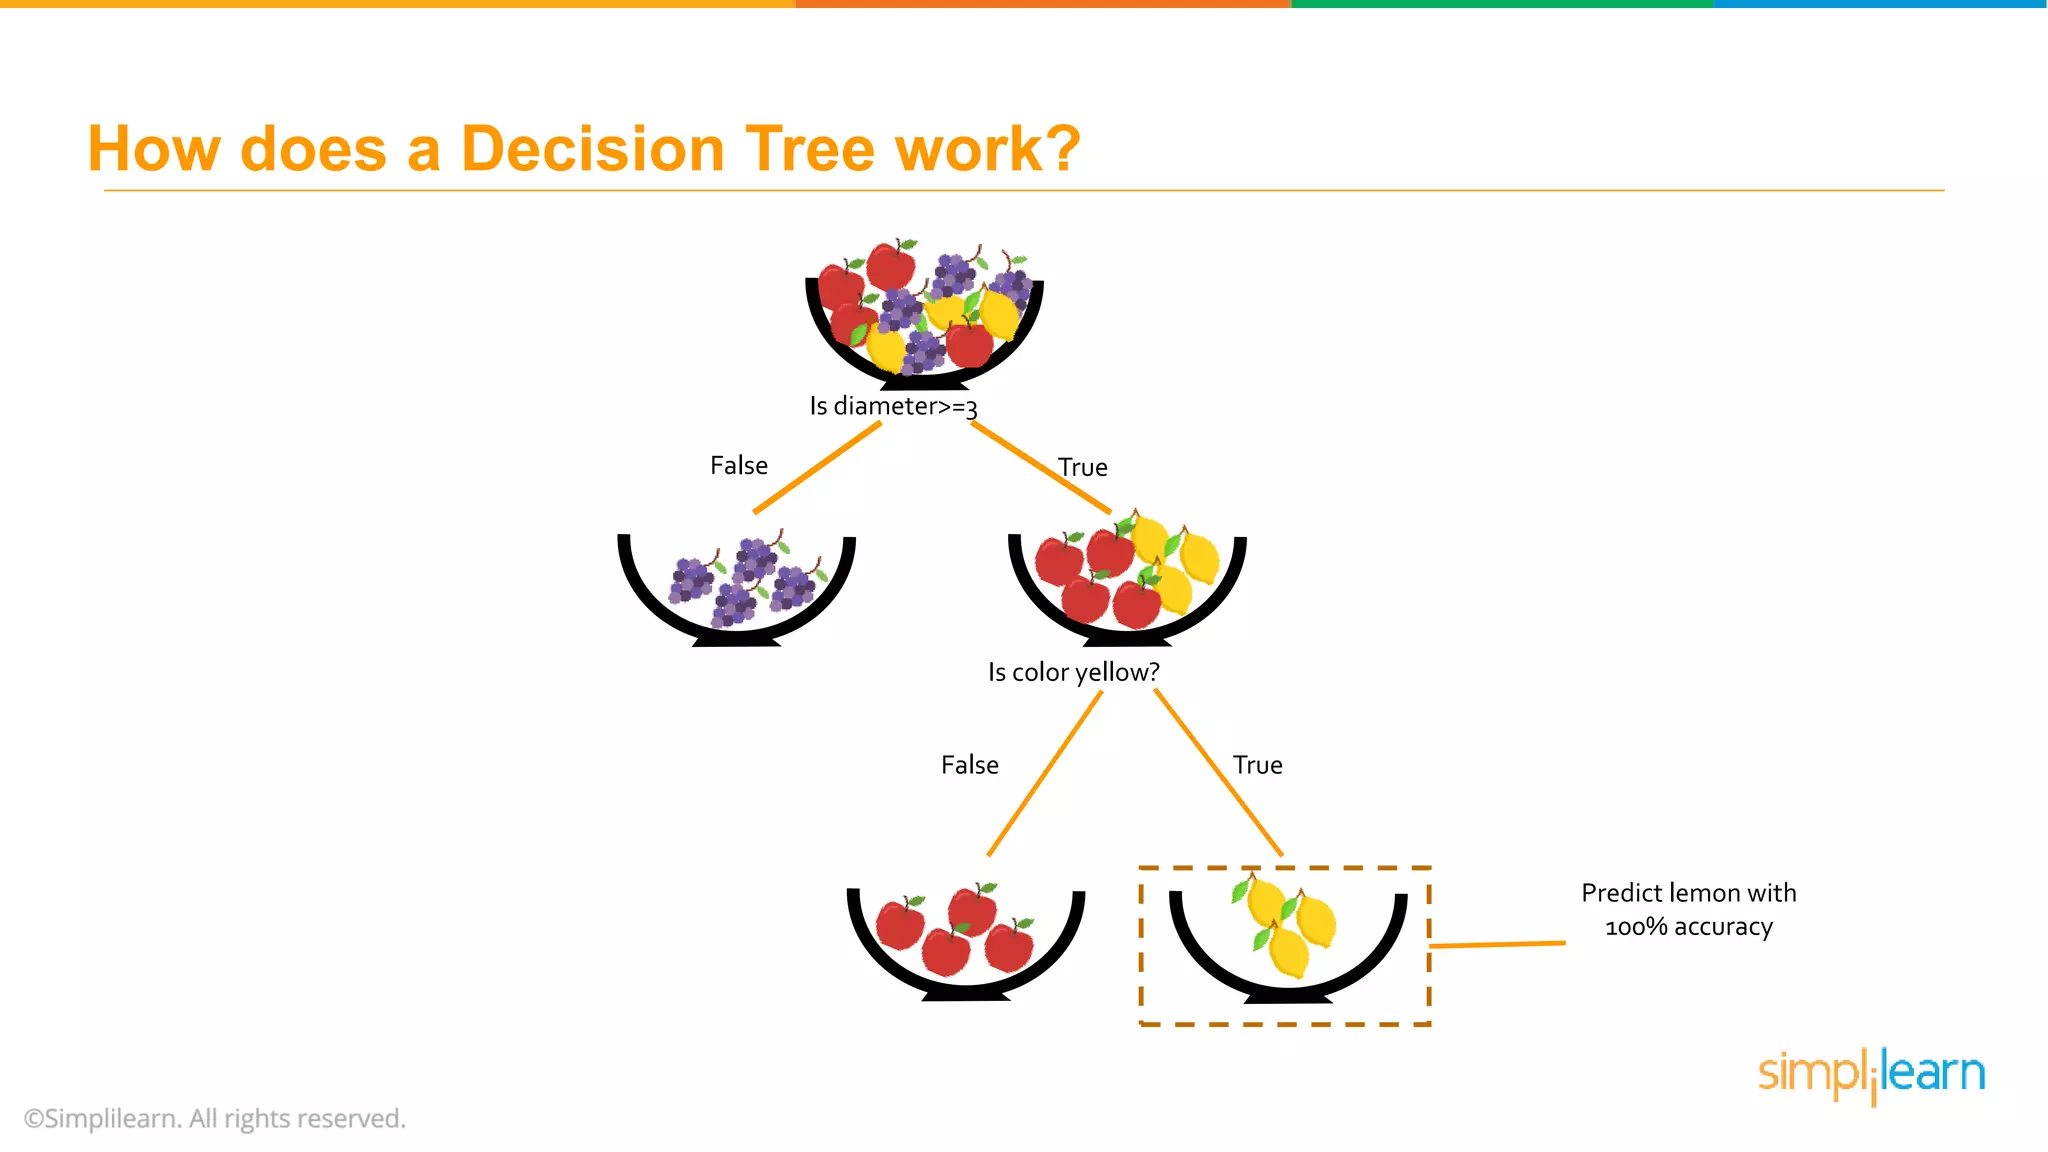 How does a Decision Tree work?
Is diameter>=3
False
True
Is color yellow?
False
True
Predict lemon with
100% accuracy
simplilearn
©Simplilearn. All rights reserved.